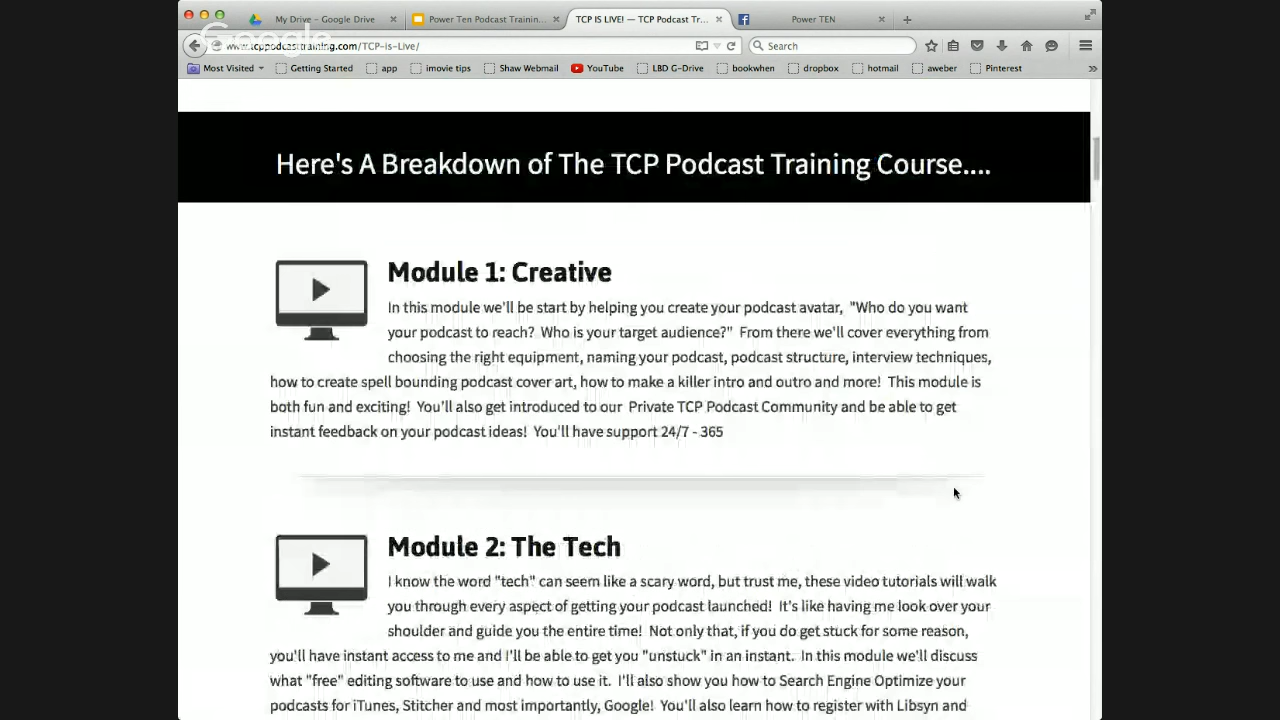 My Drive – Google Drive × Power Ten Podcast Trainin... × TCP IS LIVE! — TCP Podcast Tr... × Power TEN × +
Google
www.tcppodcasttraining.com/TCP-is-Live/ Search
Most Visited Getting Started app imovie tips Shaw Webmail YouTube LBD G-Drive bookwhen dropbox hotmail aweber Pinterest »
Here's A Breakdown of The TCP Podcast Training Course....
Module 1: Creative
In this module we'll be start by helping you create your podcast avatar, "Who do you want
your podcast to reach? Who is your target audience?" From there we'll cover everything from
choosing the right equipment, naming your podcast, podcast structure, interview techniques,
how to create spell bounding podcast cover art, how to make a killer intro and outro and more! This module is
both fun and exciting! You'll also get introduced to our Private TCP Podcast Community and be able to get
instant feedback on your podcast ideas! You'll have support 24/7 - 365
Module 2: The Tech
I know the word "tech" can seem like a scary word, but trust me, these video tutorials will walk
you through every aspect of getting your podcast launched! It's like having me look over your
shoulder and guide you the entire time! Not only that, if you do get stuck for some reason,
you'll have instant access to me and I'll be able to get you "unstuck" in an instant. In this module we'll discuss
what "free" editing software to use and how to use it. I'll also show you how to Search Engine Optimize your
podcasts for iTunes, Stitcher and most importantly, Google! You'll also learn how to register with Libsyn and